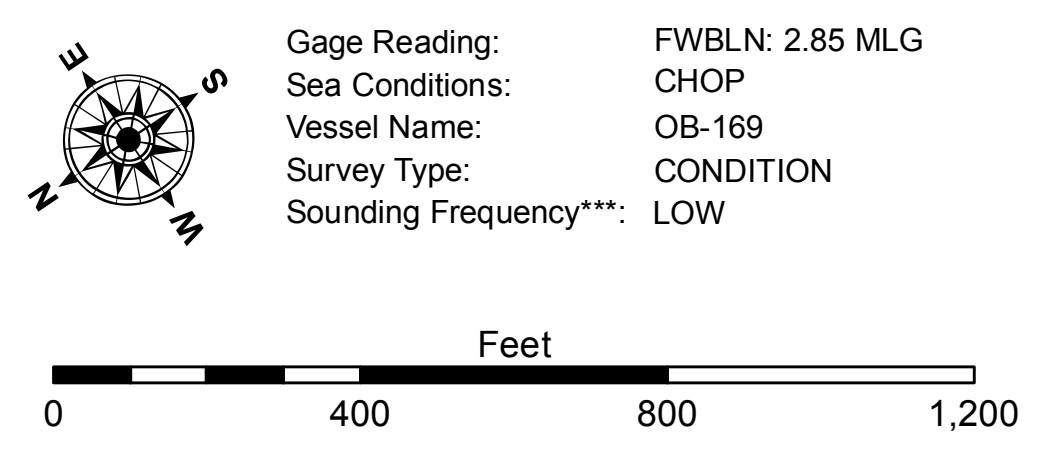 E
S
N
W
Gage Reading: FWBLN: 2.85 MLG
Sea Conditions: CHOP
Vessel Name: OB-169
Survey Type: CONDITION
Sounding Frequency***: LOW
Feet
0 400 800 1,200